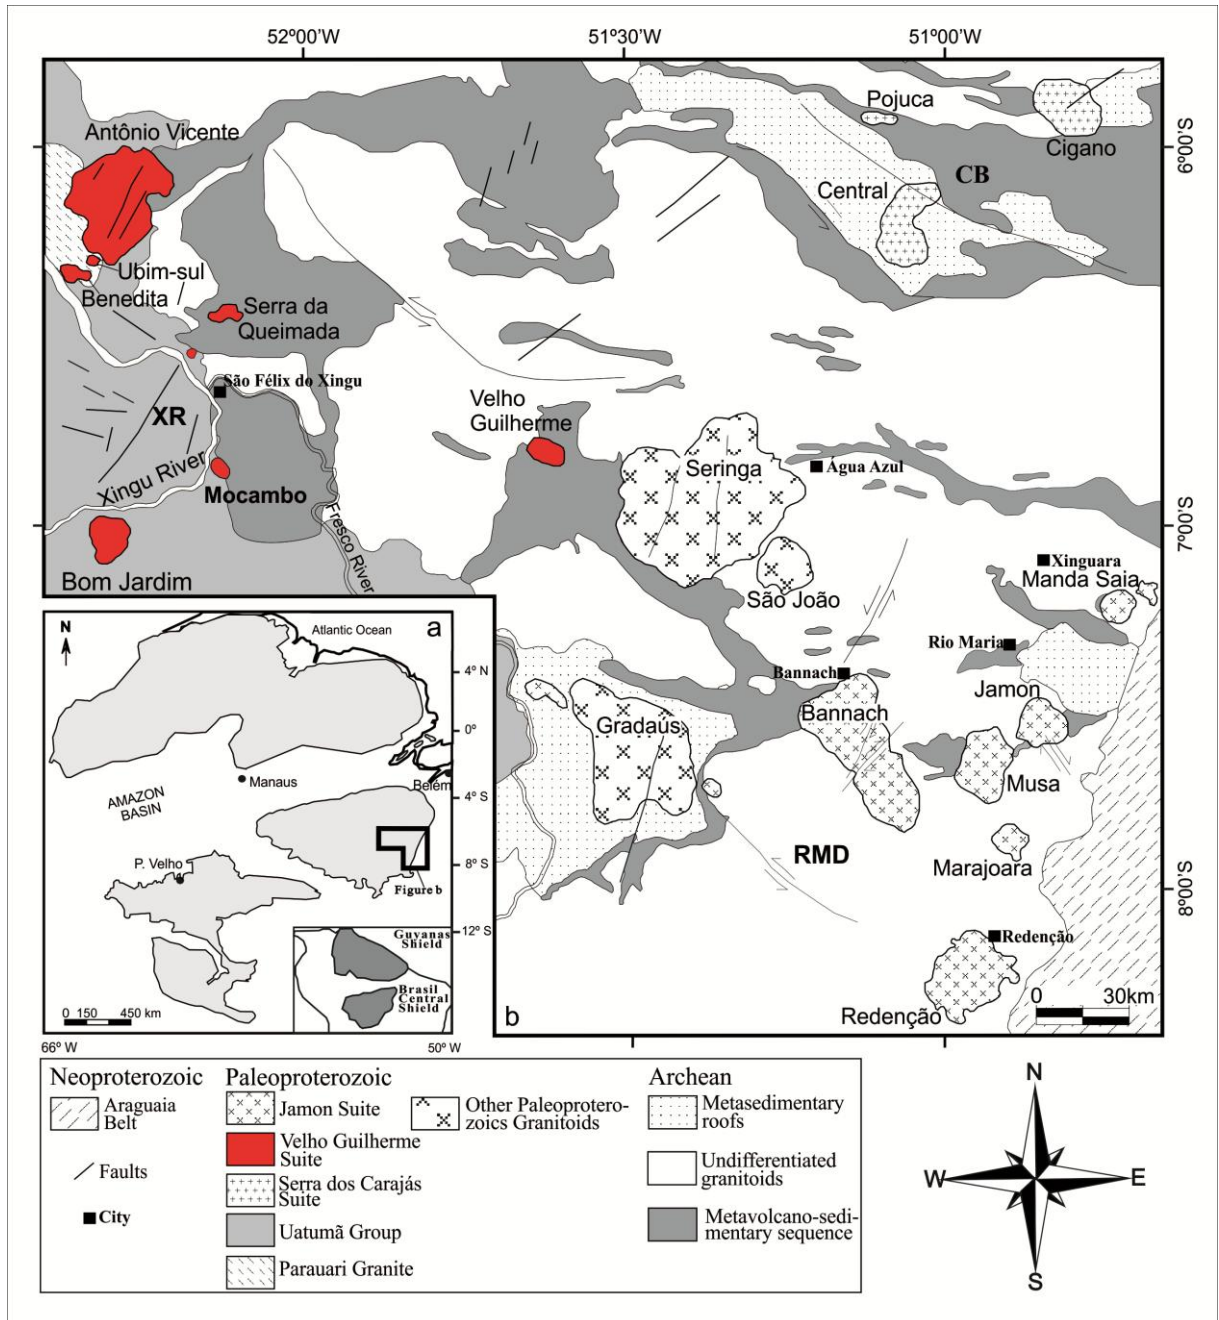 52°00'W
51°30'W
51°00'W
Antônio Vicente
Pojuca
Cigano
6°00'S
CB
Central
Ubim-sul
Benedita
Serra da
Queimada
São Félix do Xingu
XR
Velho
Guilherme
Seringa
Água Azul
Xingu River
Mocambo
Fresco River
7°00'S
Bom Jardim
Xinguara
Manda Saia
São João
Rio Maria
Bannach
Jamon
Bannach
Gradaús
Musa
RMD
Marajoara
8°00'S
Redenção
Redenção
0 30km
b
a
N
Atlantic Ocean
4° N
0°
Manaus
Belém
AMAZON
BASIN
4° S
P. Velho
8° S
Figure b
12° S
Guyanas
Shield
Brasil
Central
Shield
0 150 450 km
66° W
50° W
Neoproterozoic
Araguaia
Belt
Faults
City
Paleoproterozoic
Jamon Suite
Velho Guilherme
Suite
Serra dos Carajás
Suite
Uatumã Group
Parauari Granite
Other Paleoprotero-
zoics Granitoids
Archean
Metasedimentary
roofs
Undifferentiated
granitoids
Metavolcano-sedi-
mentary sequence
N
W
E
S